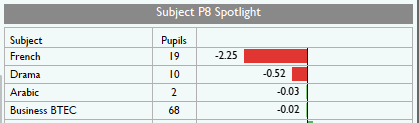 Subject P8 Spotlight
Subject Pupils
French 19 -2.25
Drama 10 -0.52
Arabic 2 -0.03
Business BTEC 68 -0.02